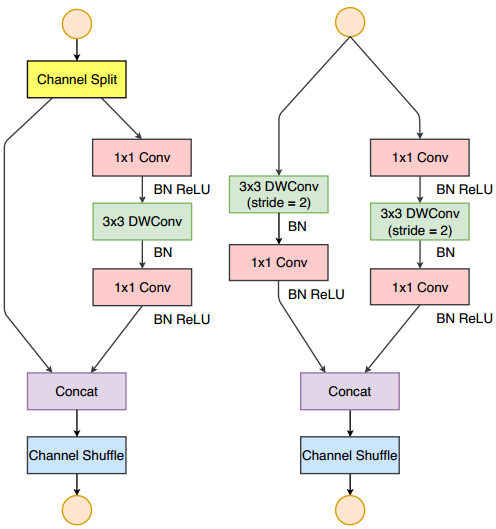 Channel Split
1x1 Conv
BN ReLU
3x3 DWConv
BN
1x1 Conv
BN ReLU
Concat
Channel Shuffle
1x1 Conv
BN ReLU
3x3 DWConv
(stride = 2)
BN
1x1 Conv
BN ReLU
3x3 DWConv
(stride = 2)
BN
1x1 Conv
BN ReLU
Concat
Channel Shuffle